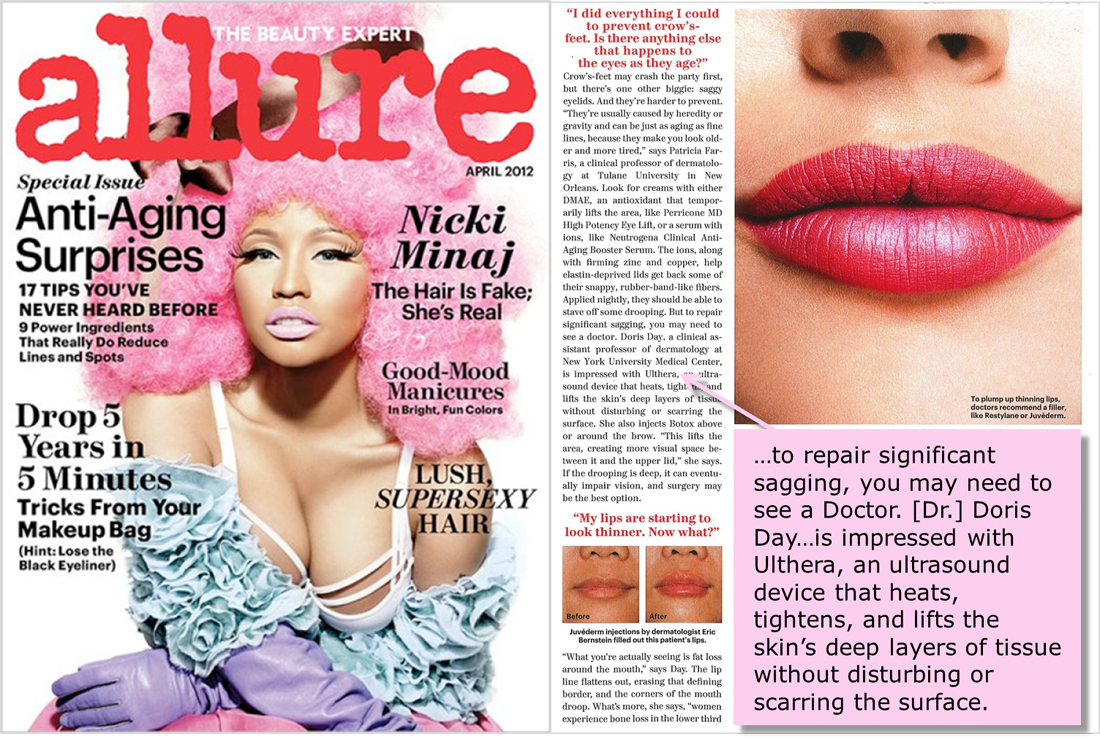 THE BEAUTY EXPERT
allure
APRIL 2012
Special Issue
Anti-Aging
Surprises
17 TIPS YOU'VE
NEVER HEARD BEFORE
9 Power Ingredients
That Really Do Reduce
Lines and Spots
Nicki
Minaj
The Hair Is Fake;
She's Real
Good-Mood
Manicures
In Bright, Fun Colors
Drop 5
Years in
5 Minutes
Tricks From Your
Makeup Bag
(Hint: Lose the
Black Eyeliner)
LUSH,
SUPERSEXY
HAIR
“I did everything I could
to prevent crow's-
feet. Is there anything else
that happens to
the eyes as they age?”
Crow's-feet may crash the party first,
but there's one other biggie: saggy
eyelids. And they're harder to prevent.
“They're usually caused by heredity or
gravity and can be just as aging as fine
lines, because they make you look old-
er and more tired,” says Patricia Far-
ris, a clinical professor of dermatolo-
gy at Tulane University in New
Orleans. Look for creams with either
DMAE, an antioxidant that tempor-
arily lifts the area, like Perricone MD
High Potency Eye Lift, or a serum with
ions, like Neutrogena Clinical Anti-
Aging Booster Serum. The ions, along
with firming zinc and copper, help
elastin-deprived lids get back some of
their snappy, rubber-band-like fibers.
Applied nightly, they should be able to
stave off some drooping. But to repair
significant sagging, you may need to
see a doctor. Doris Day, a clinical as-
sistant professor of dermatology at
New York University Medical Center,
is impressed with Ulthera, an ultra-
sound device that heats, tightens and
lifts the skin's deep layers of tissue
without disturbing or scarring the
surface. She also injects Botox above
or around the brow. “This lifts the
area, creating more visual space be-
tween it and the upper lid,” she says.
If the drooping is deep, it can eventu-
ally impair vision, and surgery may
be the best option.
“My lips are starting to
look thinner. Now what?”
Before
After
Juvéderm injections by dermatologist Eric
Bernstein filled out this patient's lips.
“What you're actually seeing is fat loss
around the mouth,” says Day. The lip
line flattens out, erasing that defining
border, and the corners of the mouth
droop. What's more, she says, “women
experience bone loss in the lower third
To plump up thinning lips,
doctors recommend a filler,
like Restylane or Juvéderm.
…to repair significant
sagging, you may need to
see a Doctor. [Dr.] Doris
Day…is impressed with
Ulthera, an ultrasound
device that heats,
tightens, and lifts the
skin's deep layers of tissue
without disturbing or
scarring the surface.